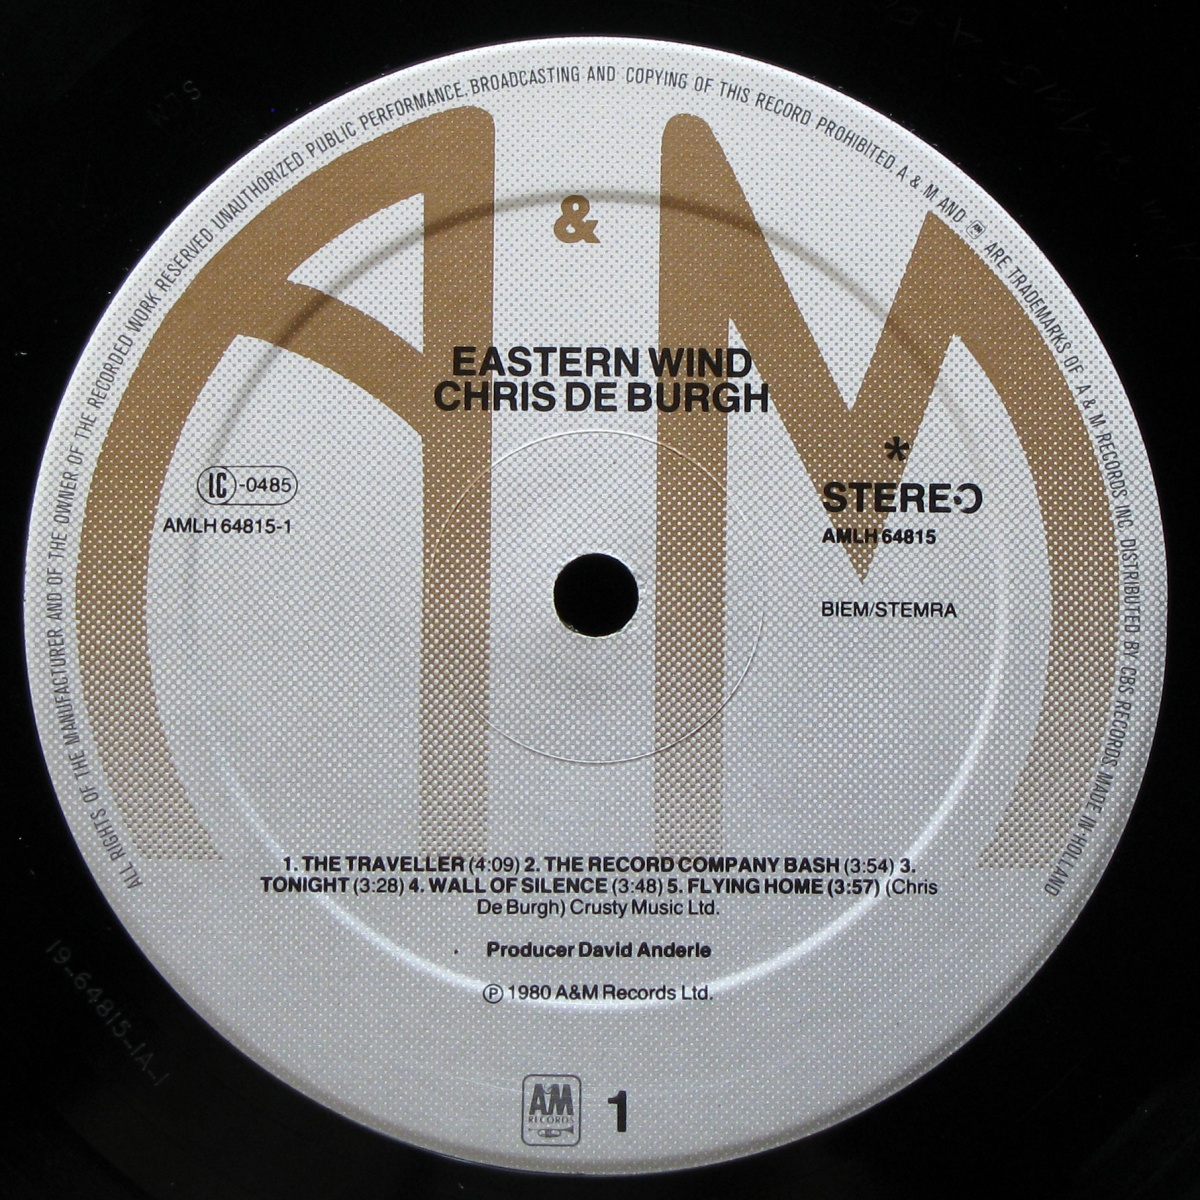 ALL RIGHTS OF THE MANUFACTURER AND OF THE OWNER OF THE RECORDED WORK RESERVED UNAUTHORIZED PUBLIC PERFORMANCE, BROADCASTING AND COPYING OF THIS RECORD PROHIBITED A & M AND ARE TRADEMARKS OF A & M RECORDS INC. DISTRIBUTED BY CBS RECORDS MADE IN HOLLAND
A & M
EASTERN WIND
CHRIS DE BURGH
LC -0485
AMLH 64815-1
*
STEREO
AMLH 64815
BIEM/STEMRA
1. THE TRAVELLER (4:09) 2. THE RECORD COMPANY BASH (3:54) 3.
TONIGHT (3:28) 4. WALL OF SILENCE (3:48) 5. FLYING HOME (3:57) (Chris
De Burgh) Crusty Music Ltd.
Producer David Anderle
Ⓟ 1980 A&M Records Ltd.
A&M
RECORDS
1
19-64815-1A-1